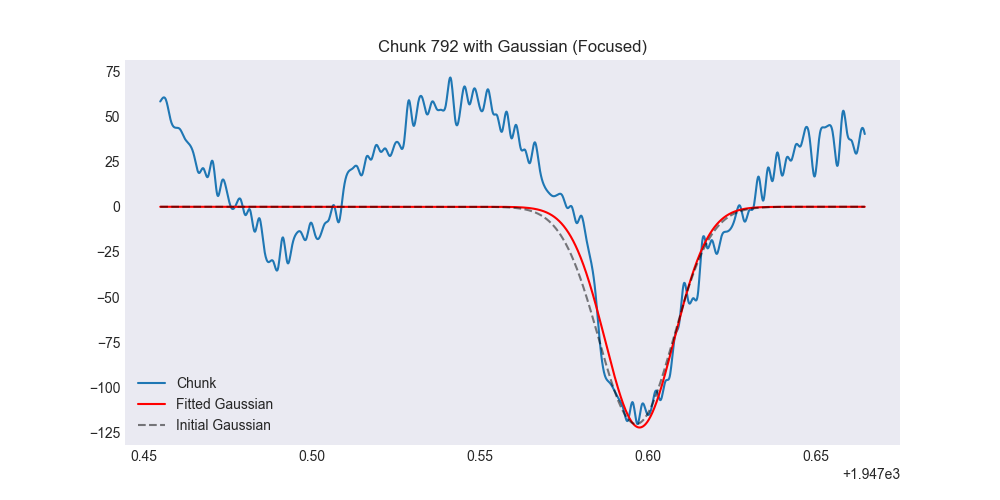 Chunk 792 with Gaussian (Focused)
75
50
25
0
−25
−50
−75
−100
−125
Chunk
Fitted Gaussian
Initial Gaussian
0.45 0.50 0.55 0.60 0.65
+1.947e3